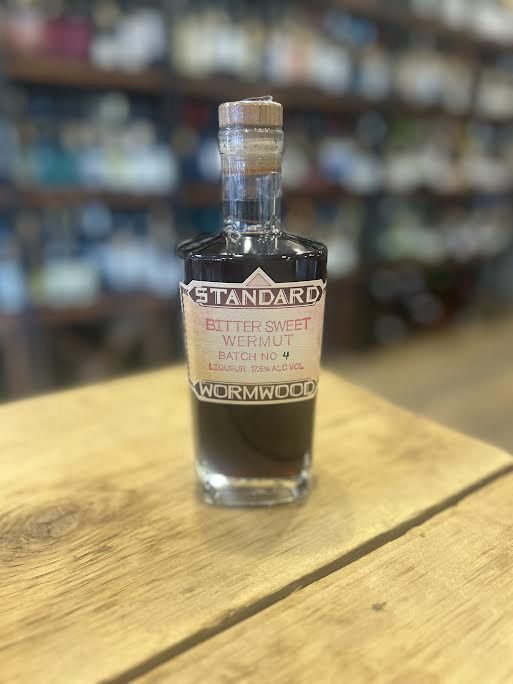 STANDARD
BITTER SWEET
WERMUT
BATCH NO 4
LIQUEUR 17.5% ALC VOL
WORMWOOD